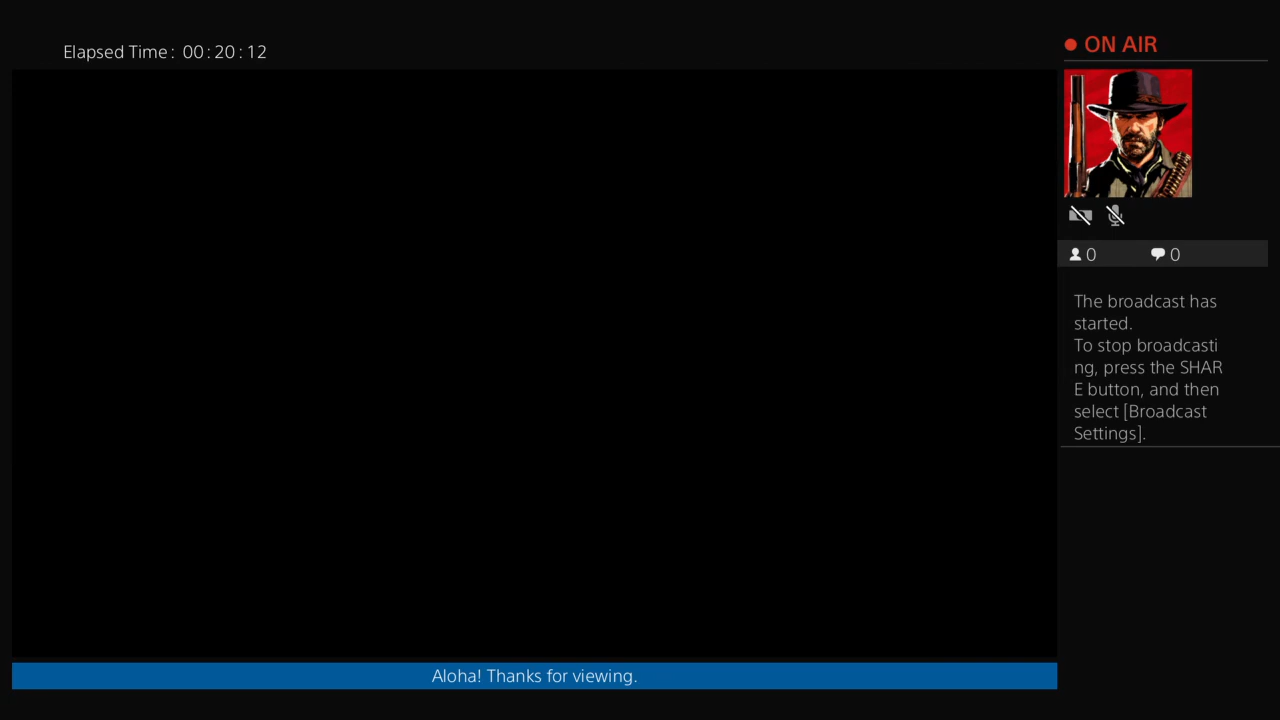 Elapsed Time: 00:20:12
ON AIR
0 0
The broadcast has
started.
To stop broadcasti
ng, press the SHAR
E button, and then
select [Broadcast
Settings].
Aloha! Thanks for viewing.